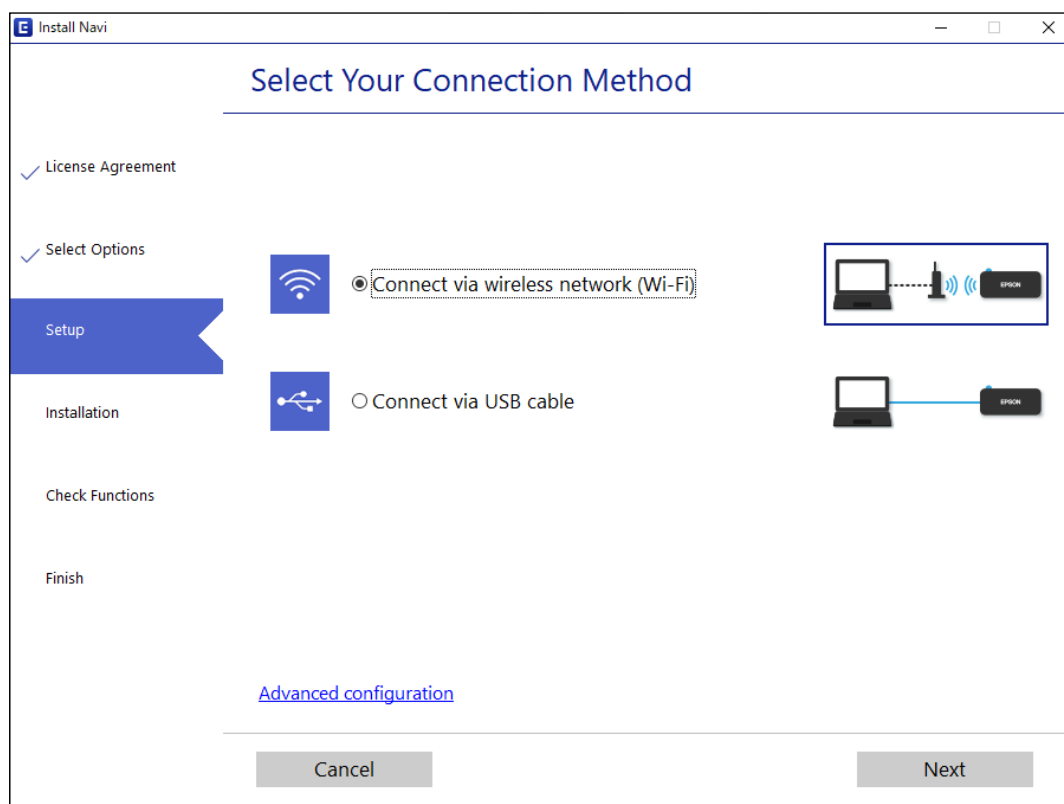 Install Navi
Select Your Connection Method
License Agreement
Select Options
Setup
Installation
Check Functions
Finish
Connect via wireless network (Wi-Fi)
EPSON
Connect via USB cable
EPSON
Advanced configuration
Cancel
Next